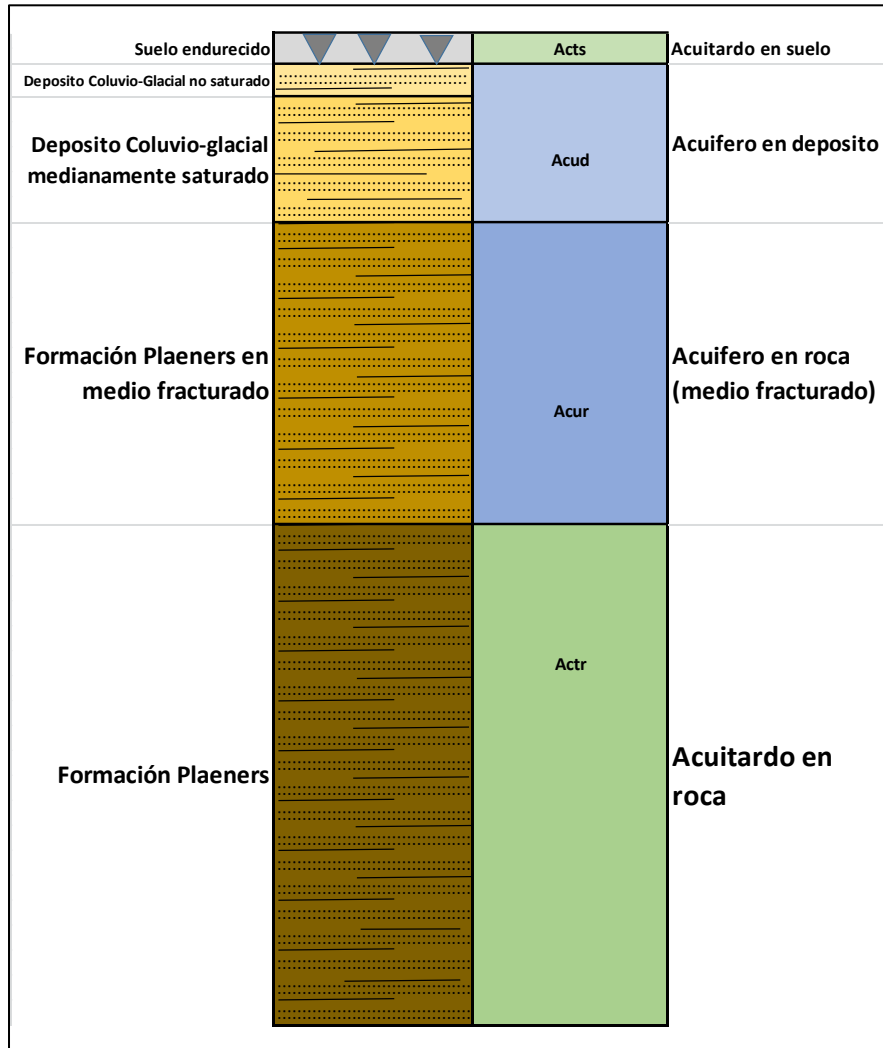 Suelo endurecido
Acts
Acuitardo en suelo
Deposito Coluvio-Glacial no saturado
Deposito Coluvio-glacial
medianamente saturado
Acud
Acuifero en deposito
Formación Plaeners en
medio fracturado
Acur
Acuifero en roca
(medio fracturado)
Formación Plaeners
Actr
Acuitardo en
roca